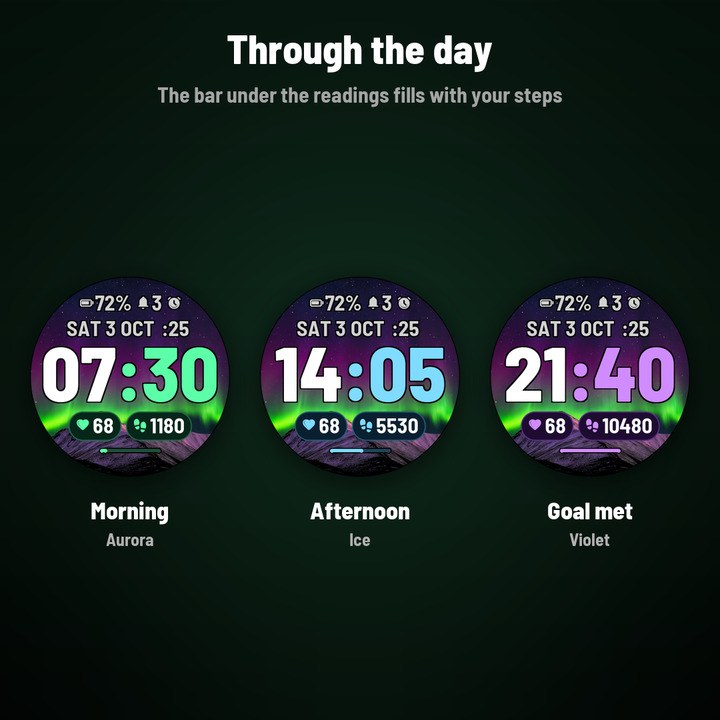 Through the day
The bar under the readings fills with your steps
72% 3
SAT 3 OCT :25
07:30
68 1180
Morning
Aurora
72% 3
SAT 3 OCT :25
14:05
68 5530
Afternoon
Ice
72% 3
SAT 3 OCT :25
21:40
68 10480
Goal met
Violet